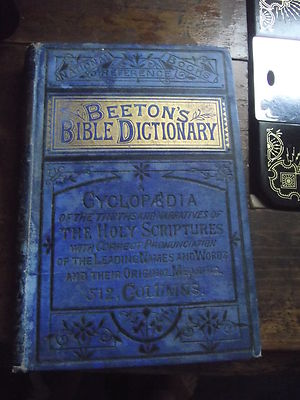 BEETON'S
BIBLE DICTIONARY
A
CYCLOPÆDIA
OF THE TRUTHS AND NARRATIVES OF
THE HOLY SCRIPTURES
WITH CORRECT PRONUNCIATION
OF THE LEADING NAMES AND WORDS
AND THEIR ORIGINAL MEANING.
512, COLUMNS.